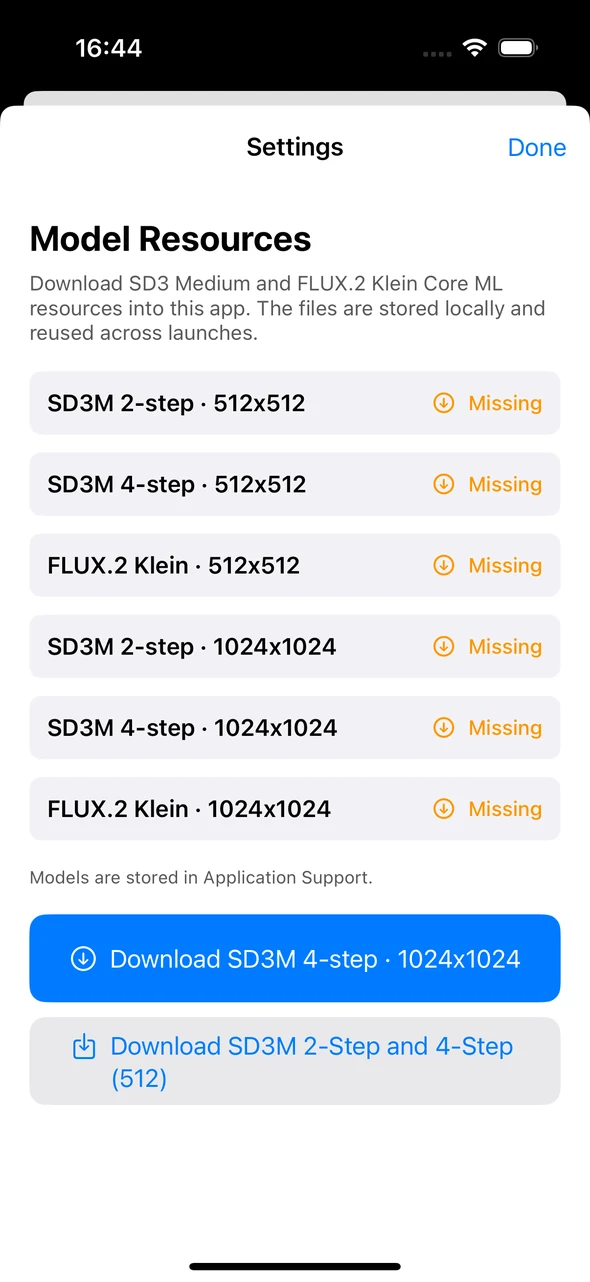 16:44
Settings
Done
Model Resources
Download SD3 Medium and FLUX.2 Klein Core ML
resources into this app. The files are stored locally and
reused across launches.
SD3M 2-step · 512x512
Missing
SD3M 4-step · 512x512
Missing
FLUX.2 Klein · 512x512
Missing
SD3M 2-step · 1024x1024
Missing
SD3M 4-step · 1024x1024
Missing
FLUX.2 Klein · 1024x1024
Missing
Models are stored in Application Support.
Download SD3M 4-step · 1024x1024
Download SD3M 2-Step and 4-Step
(512)